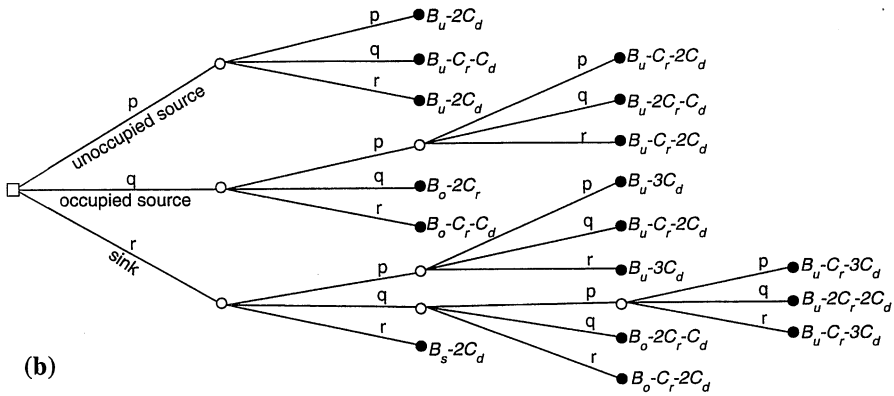 p
B_u-2C_d
q
B_u-C_r-C_d
p
B_u-C_r-2C_d
p
unoccupied source
r
B_u-2C_d
q
B_u-2C_r-C_d
p
r
B_u-C_r-2C_d
q
occupied source
q
B_o-2C_r
p
B_u-3C_d
r
B_o-C_r-C_d
q
B_u-C_r-2C_d
r
sink
p
r
B_u-3C_d
p
B_u-C_r-3C_d
q
p
q
B_u-2C_r-2C_d
r
B_s-2C_d
q
B_o-2C_r-C_d
r
B_u-C_r-3C_d
(b)
r
B_o-C_r-2C_d